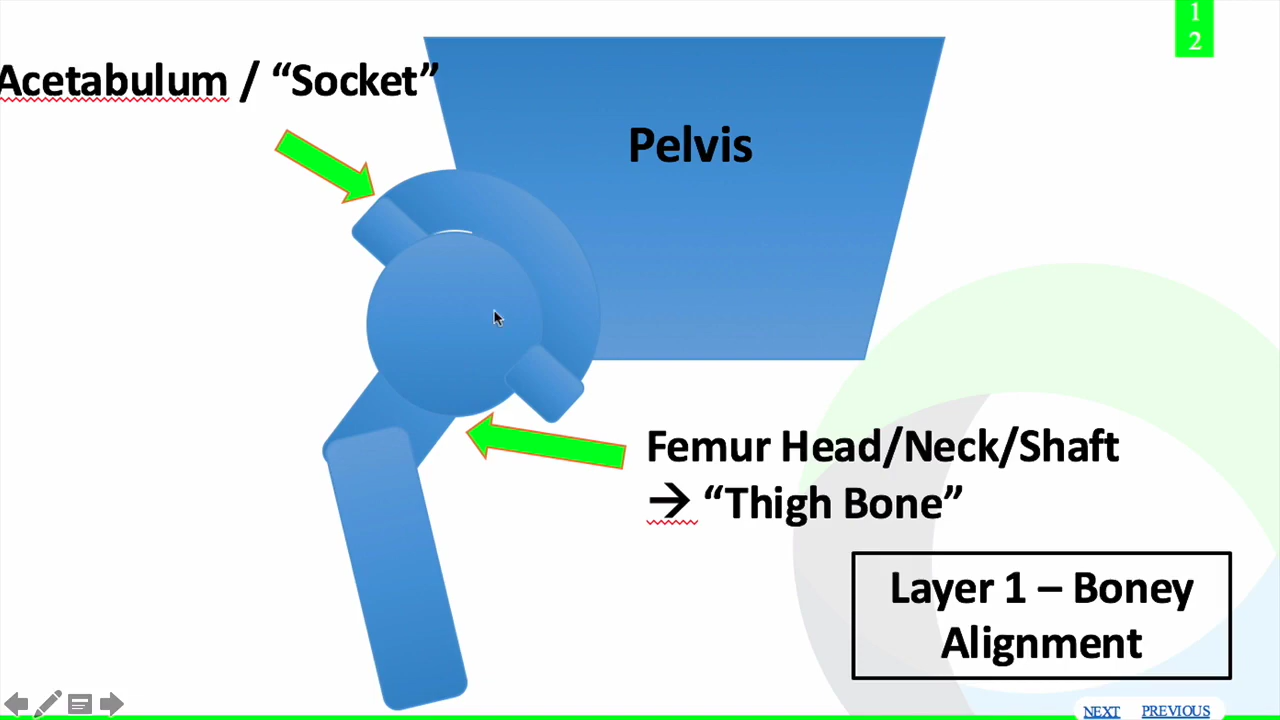 1
2
Acetabulum / “Socket”
Pelvis
Femur Head/Neck/Shaft
→ “Thigh Bone”
Layer 1 – Boney
Alignment
NEXT PREVIOUS